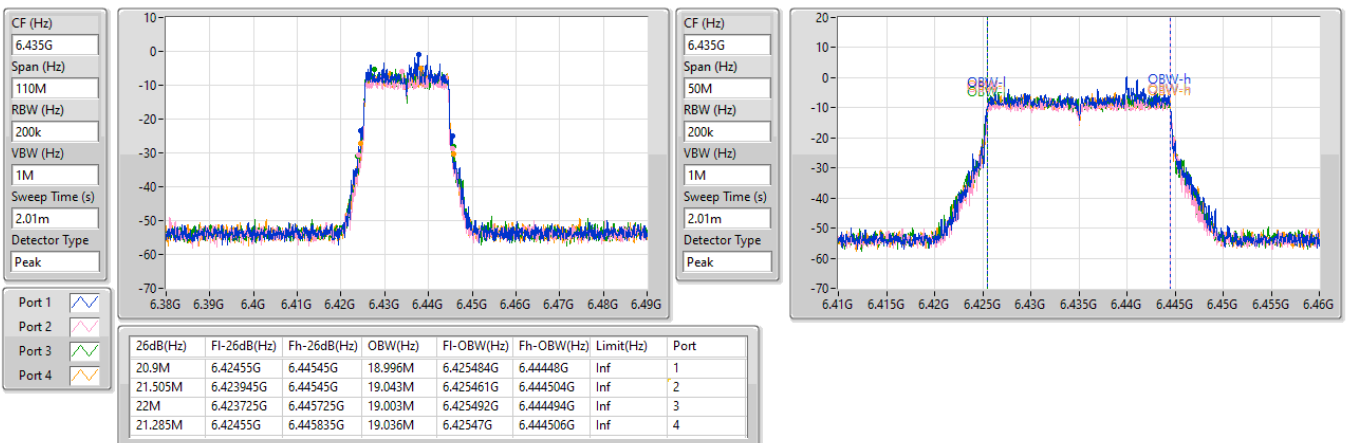 CF (Hz)
6.435G
Span (Hz)
110M
RBW (Hz)
200k
VBW (Hz)
1M
Sweep Time (s)
2.01m
Detector Type
Peak
10-
0-
-10-
-20-
-30-
-40-
-50-
-60-
-70-
6.38G 6.39G 6.4G 6.41G 6.42G 6.43G 6.44G 6.45G 6.46G 6.47G 6.48G 6.49G
CF (Hz)
6.435G
Span (Hz)
50M
RBW (Hz)
200k
VBW (Hz)
1M
Sweep Time (s)
2.01m
Detector Type
Peak
20-
10-
0-
-10-
-20-
-30-
-40-
-50-
-60-
-70-
OBW-l OBW-h
OBW-h
6.41G 6.415G 6.42G 6.425G 6.43G 6.435G 6.44G 6.445G 6.45G 6.455G 6.46G
Port 1
Port 2
Port 3
Port 4
26dB(Hz) Fl-26dB(Hz) Fh-26dB(Hz) OBW(Hz) Fl-OBW(Hz) Fh-OBW(Hz) Limit(Hz) Port
20.9M 6.42455G 6.44545G 18.996M 6.425484G 6.44448G Inf 1
21.505M 6.423945G 6.44545G 19.043M 6.425461G 6.444504G Inf 2
22M 6.423725G 6.445725G 19.003M 6.425492G 6.444494G Inf 3
21.285M 6.42455G 6.445835G 19.036M 6.42547G 6.444506G Inf 4